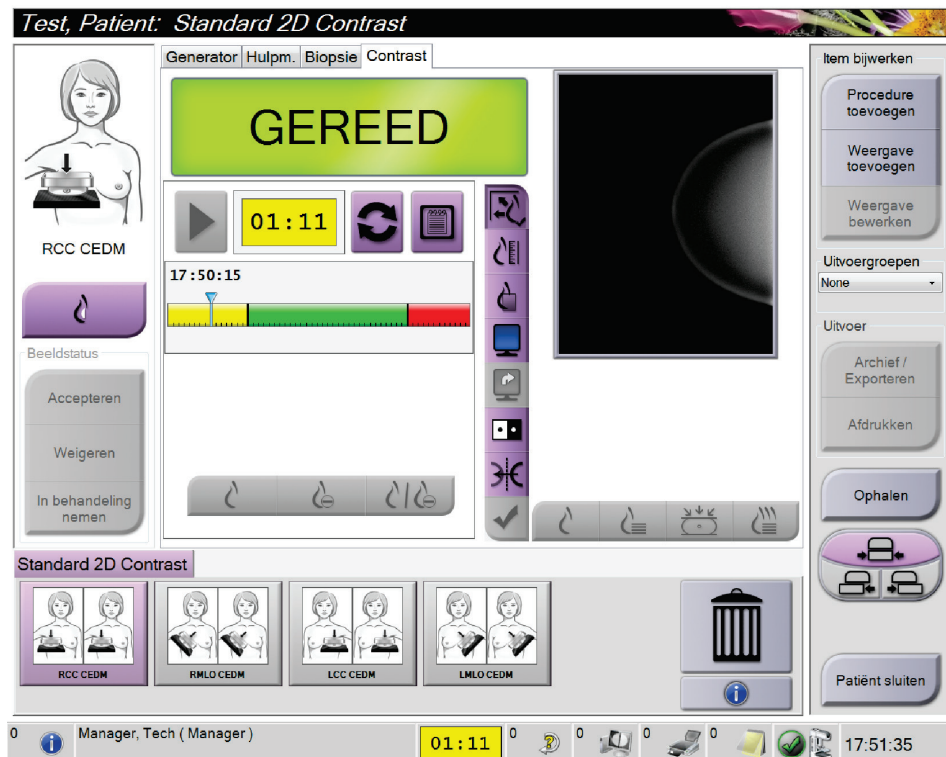 Test, Patient: Standard 2D Contrast
Generator Hulpm. Biopsie Contrast
GEREED
01:11
9999
17:50:15
RCC CEDM
Beeldstatus
Accepteren
Weigeren
In behandeling
nemen
Item bijwerken
Procedure
toevoegen
Weergave
toevoegen
Weergave
bewerken
Uitvoergroepen
None
Uitvoer
Archief /
Exporteren
Afdrukken
Ophalen
Patiënt sluiten
Standard 2D Contrast
RCC CEDM
RMLO CEDM
LCC CEDM
LMLO CEDM
0 Manager, Tech ( Manager ) 01:11 0 0 0 0 17:51:35